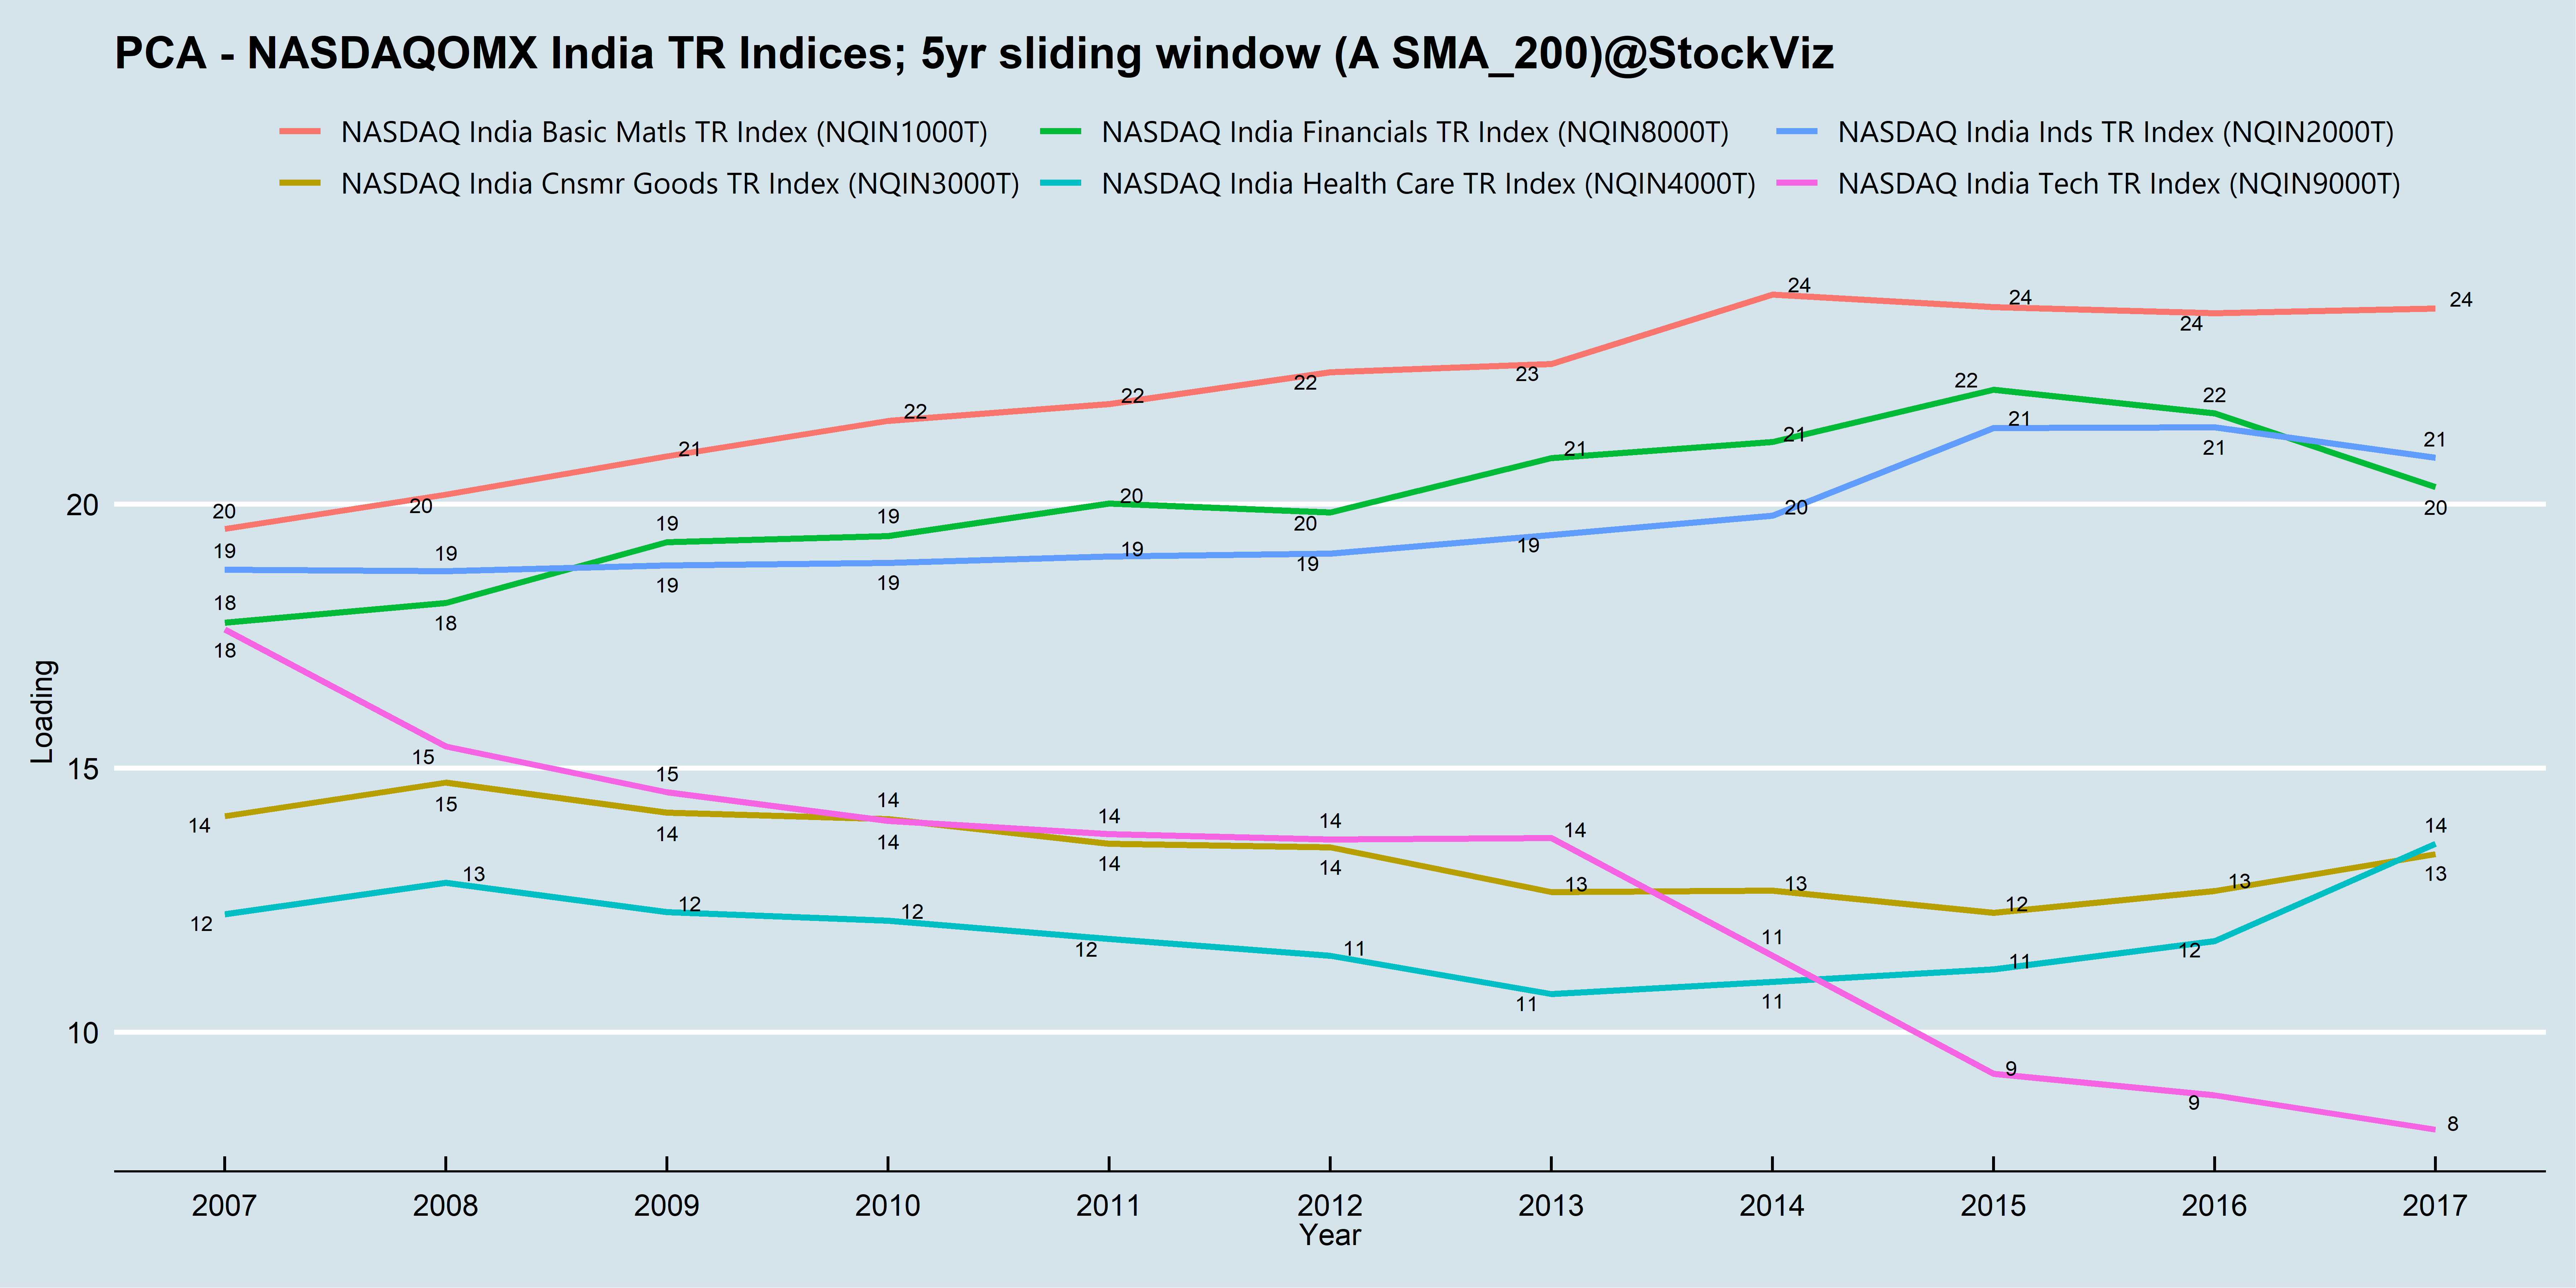 PCA - NASDAQOMX India TR Indices; 5yr sliding window (A SMA_200)@StockViz
NASDAQ India Basic Matls TR Index (NQIN1000T) NASDAQ India Financials TR Index (NQIN8000T) NASDAQ India Inds TR Index (NQIN2000T)
NASDAQ India Cnsmr Goods TR Index (NQIN3000T) NASDAQ India Health Care TR Index (NQIN4000T) NASDAQ India Tech TR Index (NQIN9000T)
20 20 21 22 22 22 23 24 24 24 24
18 18 19 19 20 20 21 21 22 22 20
19 19 19 19 19 19 19 20 21 21 21
18 15 15 14 14 14 14 11 9 9 8
14 15 14 14 14 14 13 13 12 13 13
12 13 12 12 12 11 11 11 11 12 14
20
15
10
Loading
2007 2008 2009 2010 2011 2012 2013 2014 2015 2016 2017
Year